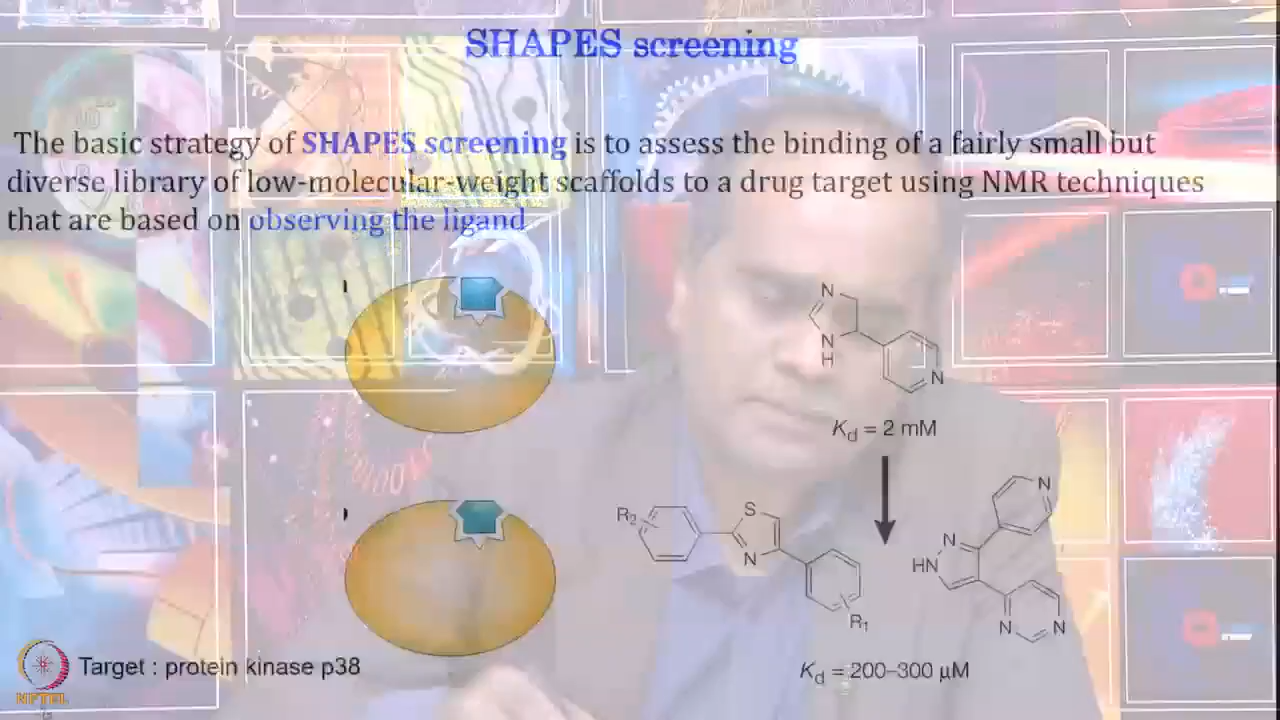 SHAPES screening
The basic strategy of SHAPES screening is to assess the binding of a fairly small but
diverse library of low-molecular-weight scaffolds to a drug target using NMR techniques
that are based on observing the ligand
N
N
H
N
Kd = 2 mM
R2
S
N
R1
N
N
HN
N
N
Kd = 200–300 µM
Target : protein kinase p38
NPTEL